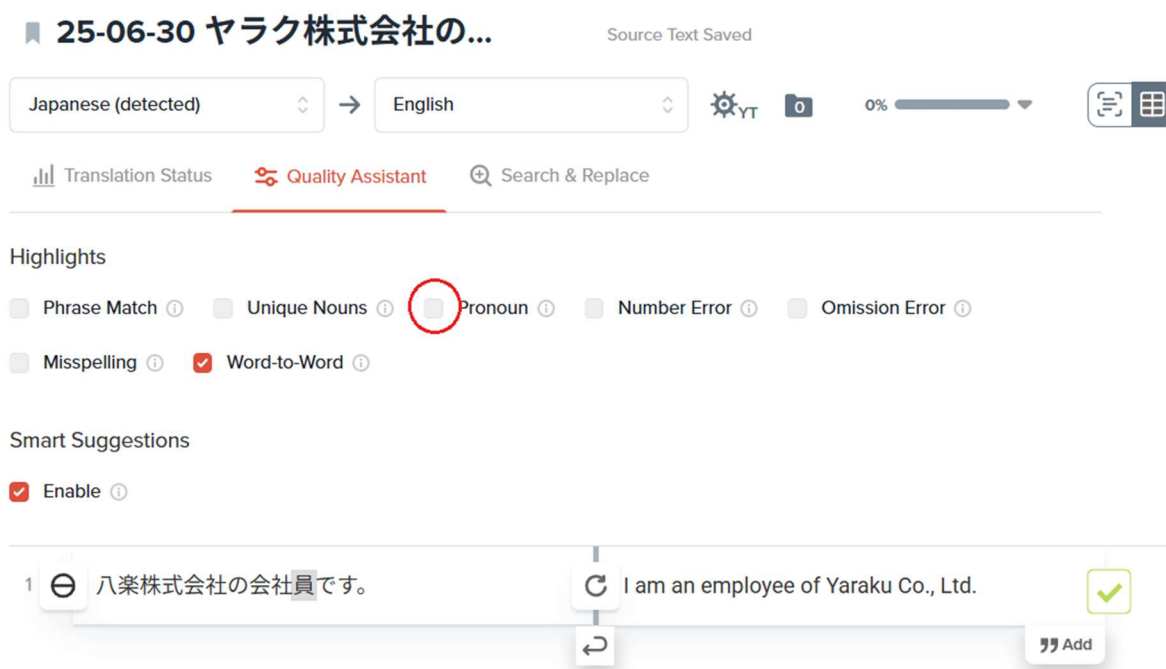 25-06-30 ヤラク株式会社の...
Source Text Saved
Japanese (detected)
English
YT
0
0%
Translation Status
Quality Assistant
Search & Replace
Highlights
Phrase Match
Unique Nouns
Pronoun
Number Error
Omission Error
Misspelling
Word-to-Word
Smart Suggestions
Enable
1
八楽株式会社の会社員です。
I am an employee of Yaraku Co., Ltd.
Add